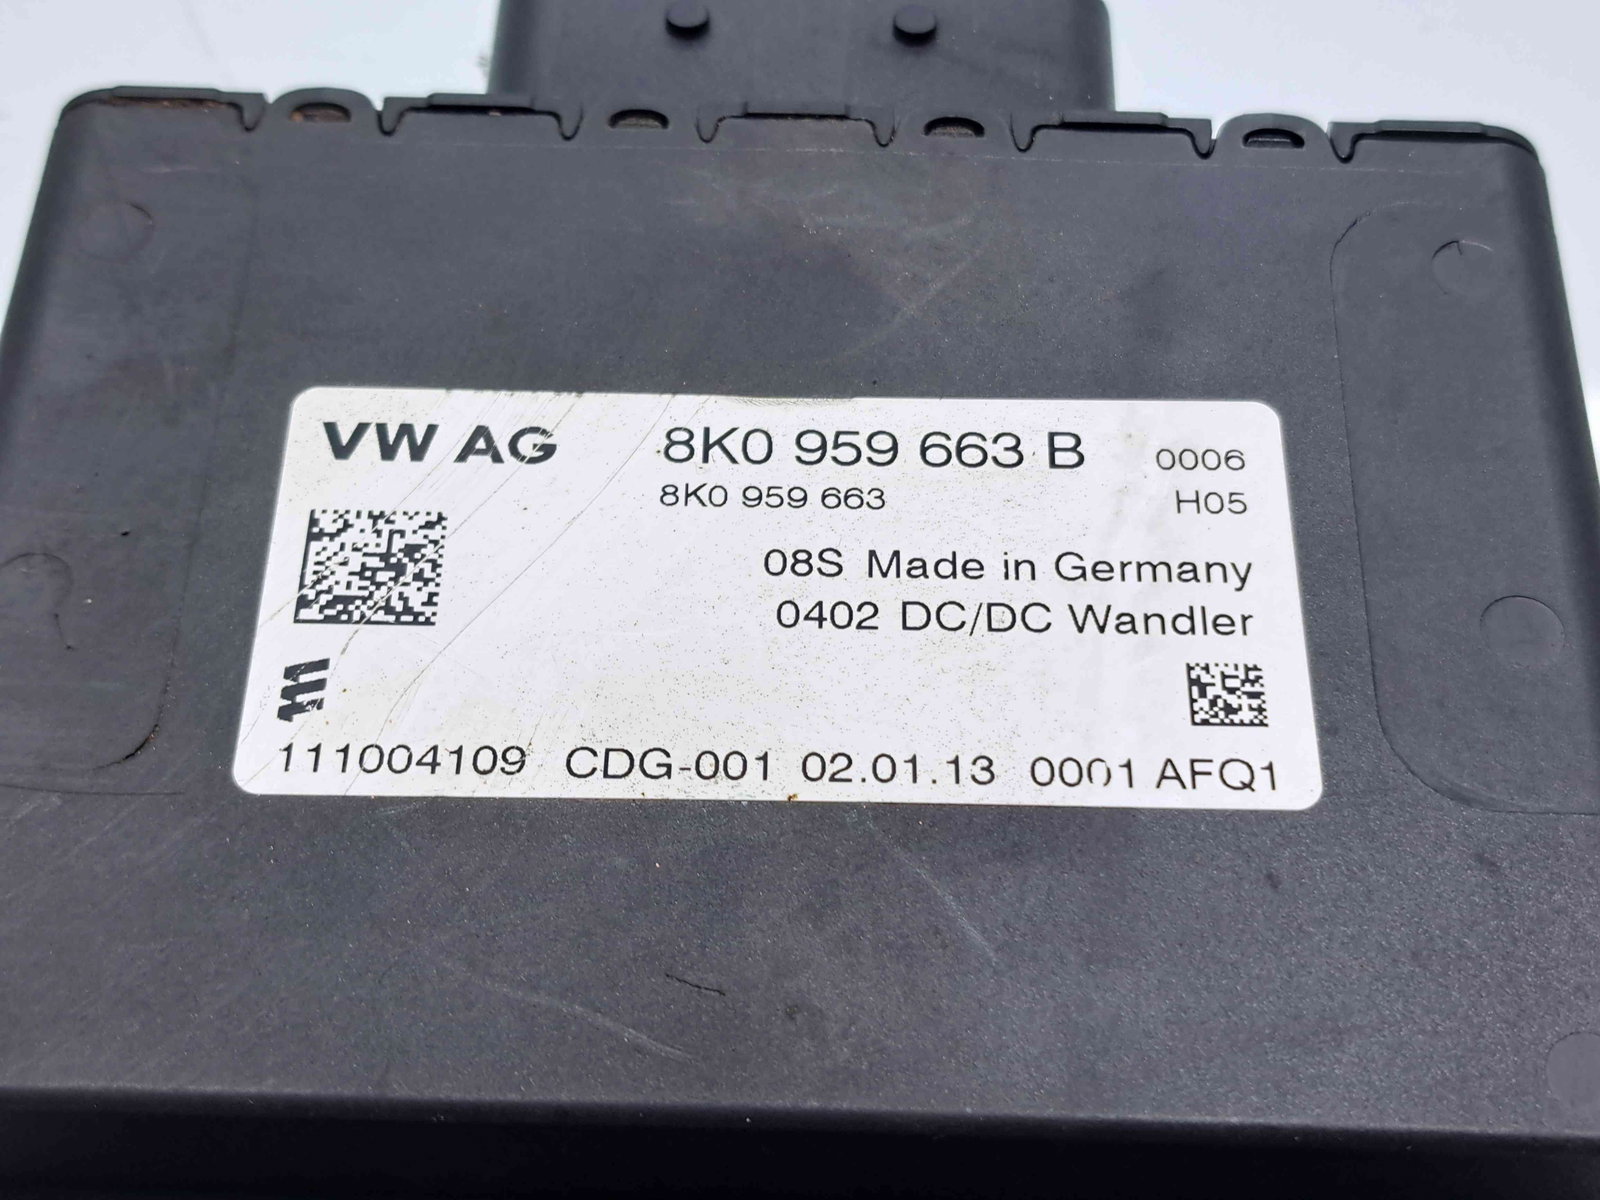 VW AG 8K0 959 663 B 0006
8K0 959 663 H05
08S Made in Germany
0402 DC/DC Wandler
111004109 CDG-001 02.01.13 0001 AFQ1